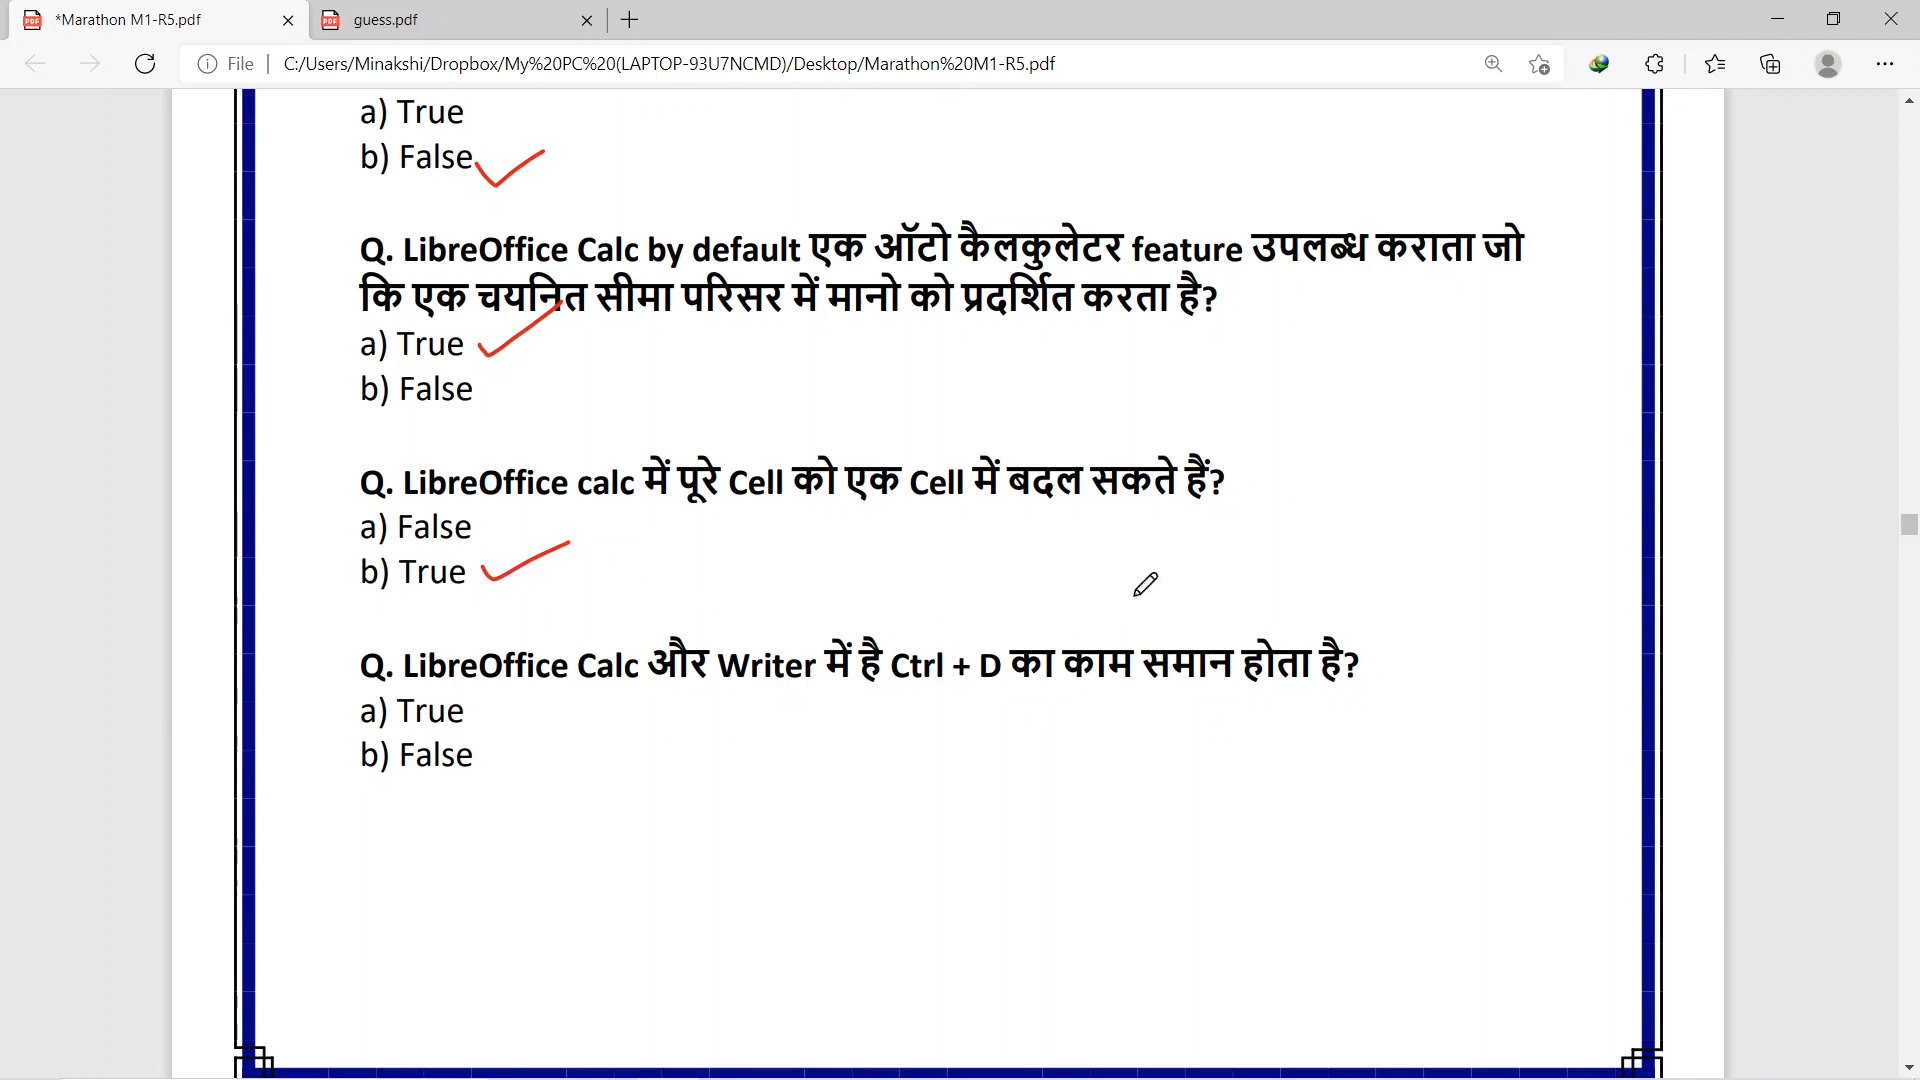 *Marathon M1-R5.pdf
guess.pdf
File
C:/Users/Minakshi/Dropbox/My%20PC%20(LAPTOP-93U7NCMD)/Desktop/Marathon%20M1-R5.pdf
a) True
b) False
Q. LibreOffice Calc by default एक ऑटो कैलकुलेटर feature उपलब्ध कराता जो
कि एक चयनित सीमा परिसर में मानो को प्रदर्शित करता है?
a) True
b) False
Q. LibreOffice calc में पूरे Cell को एक Cell में बदल सकते हैं?
a) False
b) True
Q. LibreOffice Calc और Writer में है Ctrl + D का काम समान होता है?
a) True
b) False